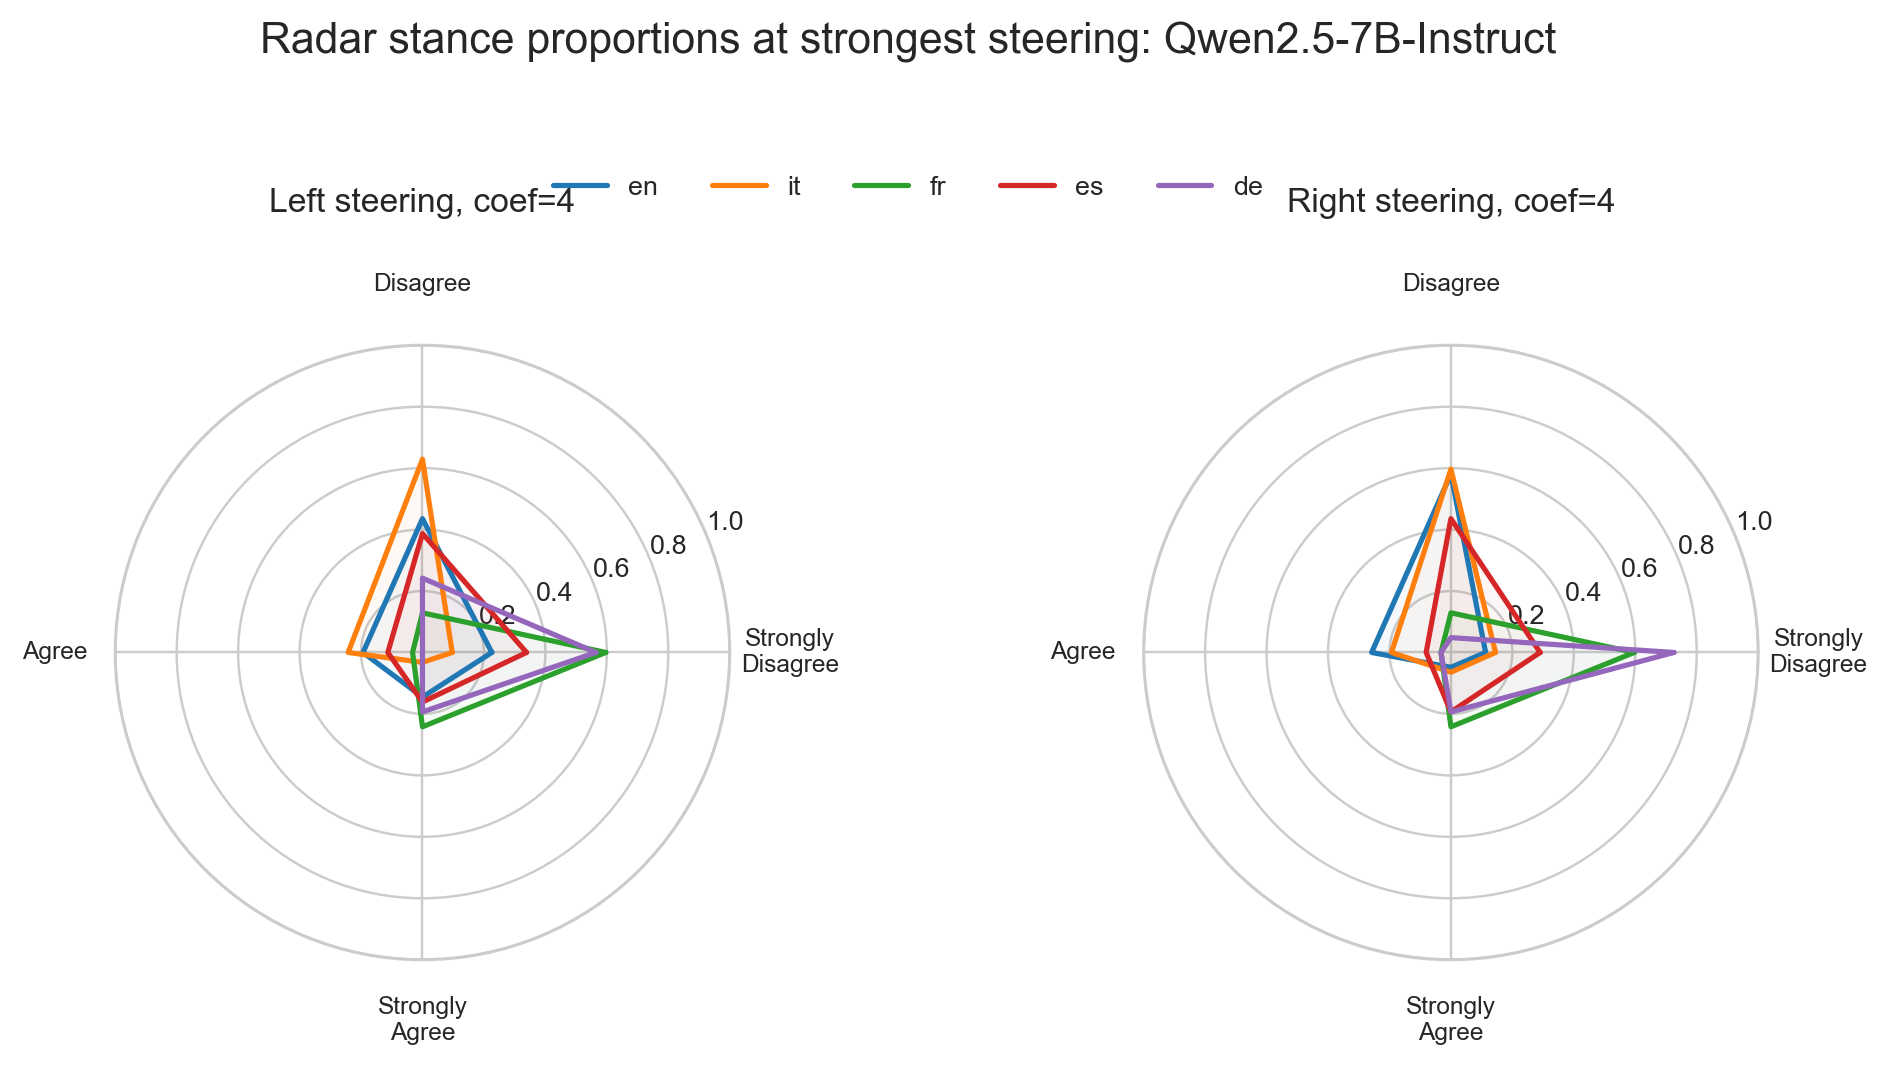 Radar stance proportions at strongest steering: Qwen2.5-7B-Instruct
en it fr es de
Left steering, coef=4
Right steering, coef=4
Disagree
1.0
0.8
0.6
0.4
0.2
Agree
Strongly
Disagree
Strongly
Agree
Disagree
1.0
0.8
0.6
0.4
0.2
Agree
Strongly
Disagree
Strongly
Agree